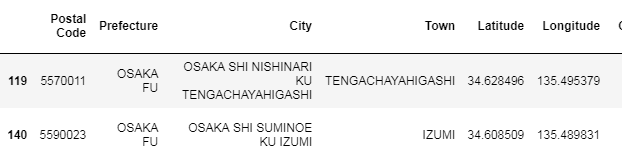 Postal Code Prefecture City Town Latitude Longitude
119 5570011 OSAKA FU OSAKA SHI NISHINARI KU TENGACHAYAHIGASHI TENGACHAYAHIGASHI 34.628496 135.495379
140 5590023 OSAKA FU OSAKA SHI SUMINOE KU IZUMI IZUMI 34.608509 135.489831